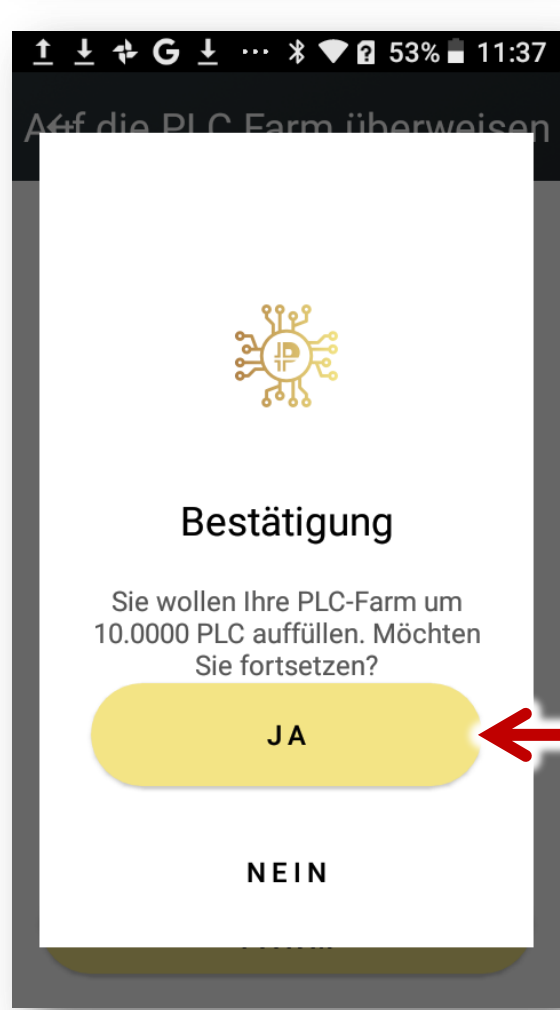 G ... 53% 11:37
Auf die PLC Farm überweisen
Bestätigung
Sie wollen Ihre PLC-Farm um
10.0000 PLC auffüllen. Möchten
Sie fortsetzen?
JA
NEIN